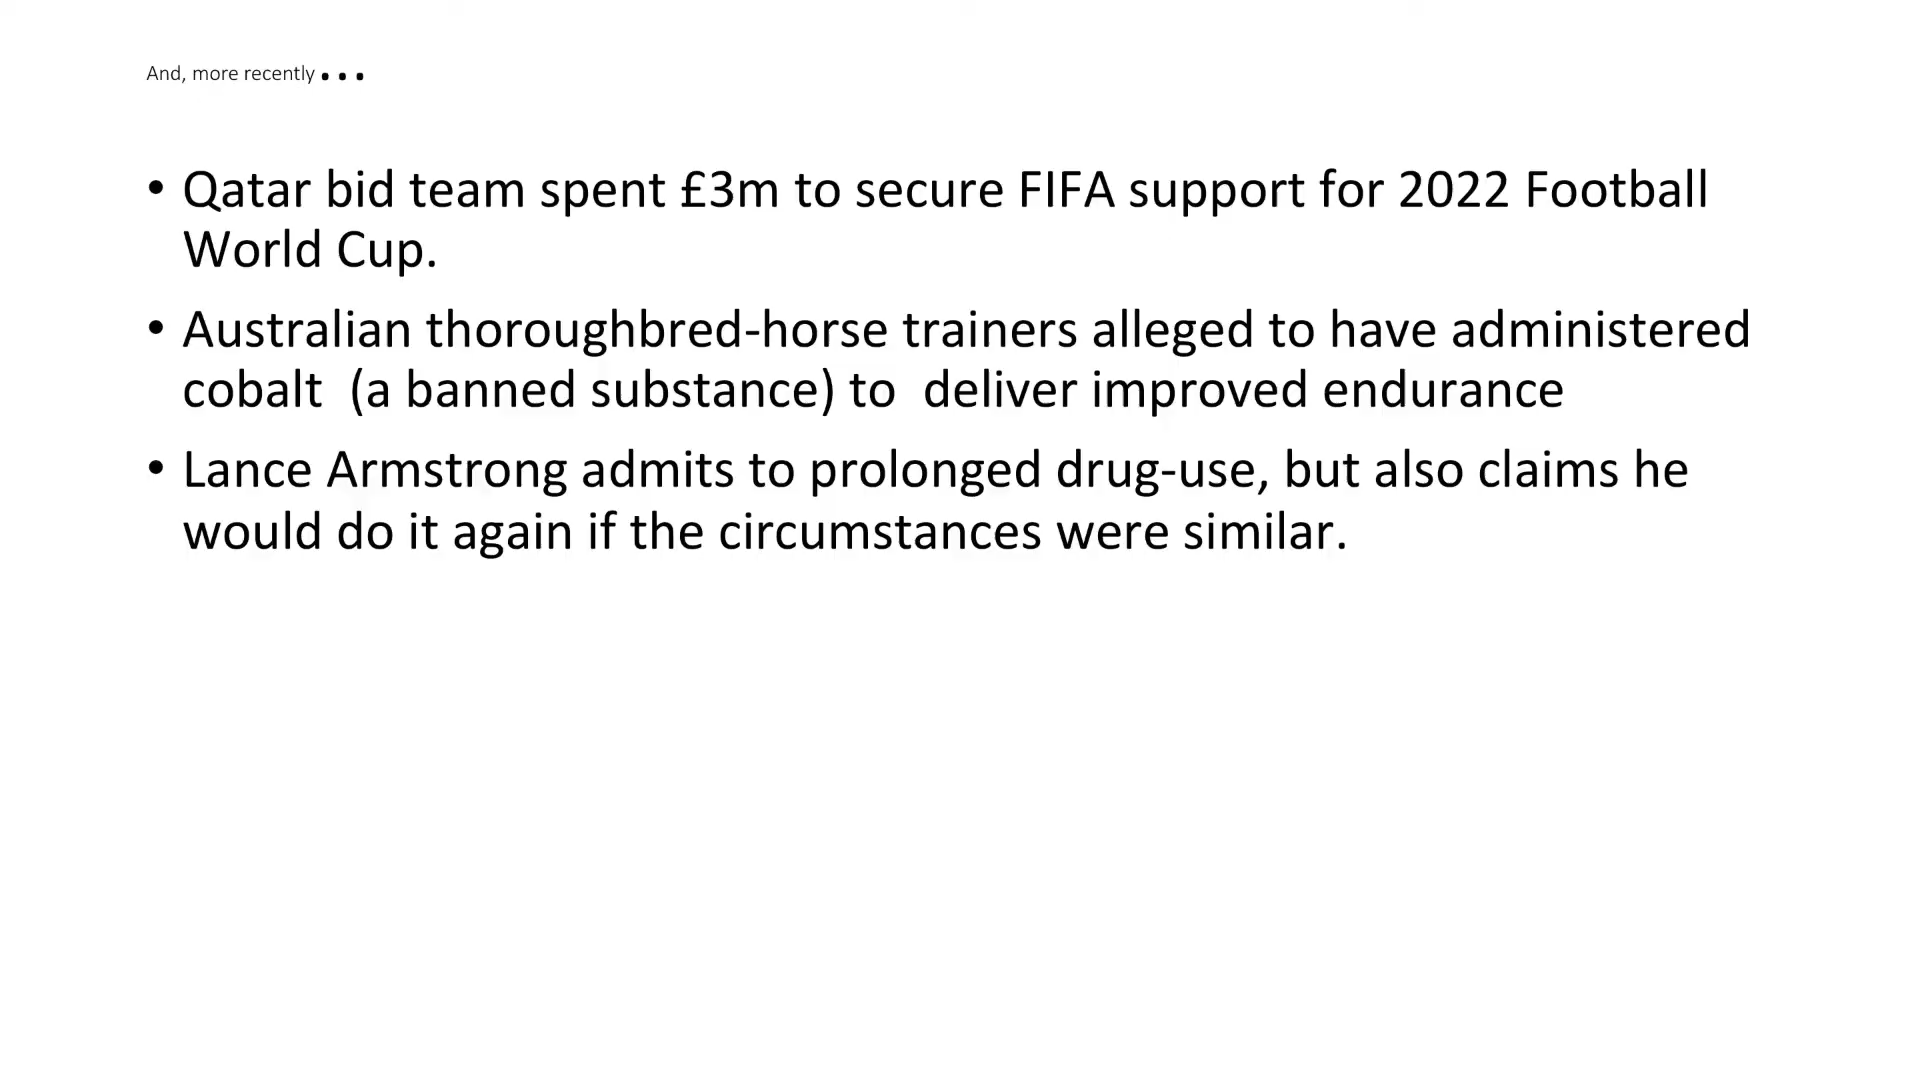 And, more recently...
• Qatar bid team spent £3m to secure FIFA support for 2022 Football
World Cup.
• Australian thoroughbred-horse trainers alleged to have administered
cobalt  (a banned substance) to  deliver improved endurance
• Lance Armstrong admits to prolonged drug-use, but also claims he
would do it again if the circumstances were similar.